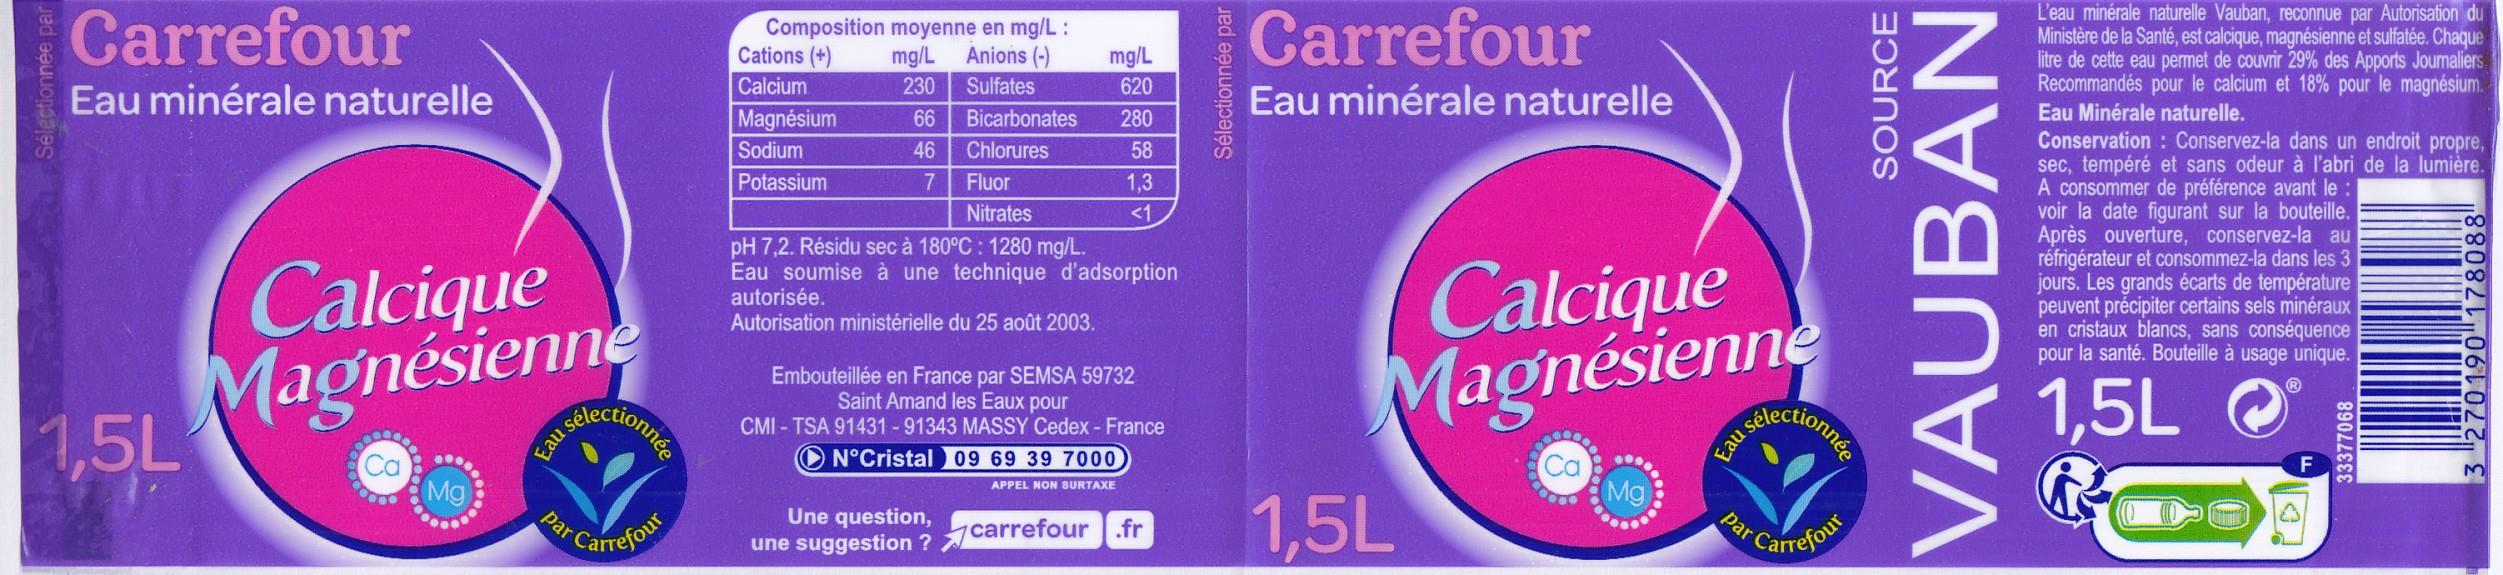 Sélectionnée par
Carrefour
Eau minérale naturelle
Calcique
Magnésienne
1,5L
Ca
Mg
Eau sélectionnée
par Carrefour
Composition moyenne en mg/L :
Cations (+) mg/L Anions (-) mg/L
Calcium 230 Sulfates 620
Magnésium 66 Bicarbonates 280
Sodium 46 Chlorures 58
Potassium 7 Fluor 1,3
Nitrates <1
pH 7,2. Résidu sec à 180°C : 1280 mg/L.
Eau soumise à une technique d'adsorption
autorisée.
Autorisation ministérielle du 25 août 2003.
Embouteillée en France par SEMSA 59732
Saint Amand les Eaux pour
CMI - TSA 91431 - 91343 MASSY Cedex - France
N°Cristal 09 69 39 7000
APPEL NON SURTAXE
Une question,
une suggestion ?
carrefour .fr
Sélectionnée par
Carrefour
Eau minérale naturelle
Calcique
Magnésienne
1,5L
Ca
Mg
Eau sélectionnée
par Carrefour
SOURCE
VAUBAN
L'eau minérale naturelle Vauban, reconnue par Autorisation du
Ministère de la Santé, est calcique, magnésienne et sulfatée. Chaque
litre de cette eau permet de couvrir 29% des Apports Journaliers
Recommandés pour le calcium et 18% pour le magnésium.
Eau Minérale naturelle.
Conservation : Conservez-la dans un endroit propre,
sec, tempéré et sans odeur à l'abri de la lumière.
A consommer de préférence avant le :
voir la date figurant sur la bouteille.
Après ouverture, conservez-la au
réfrigérateur et consommez-la dans les 3
jours. Les grands écarts de température
peuvent précipiter certains sels minéraux
en cristaux blancs, sans conséquence
pour la santé. Bouteille à usage unique.
1,5L
®
F
33377068
3 270190 178088